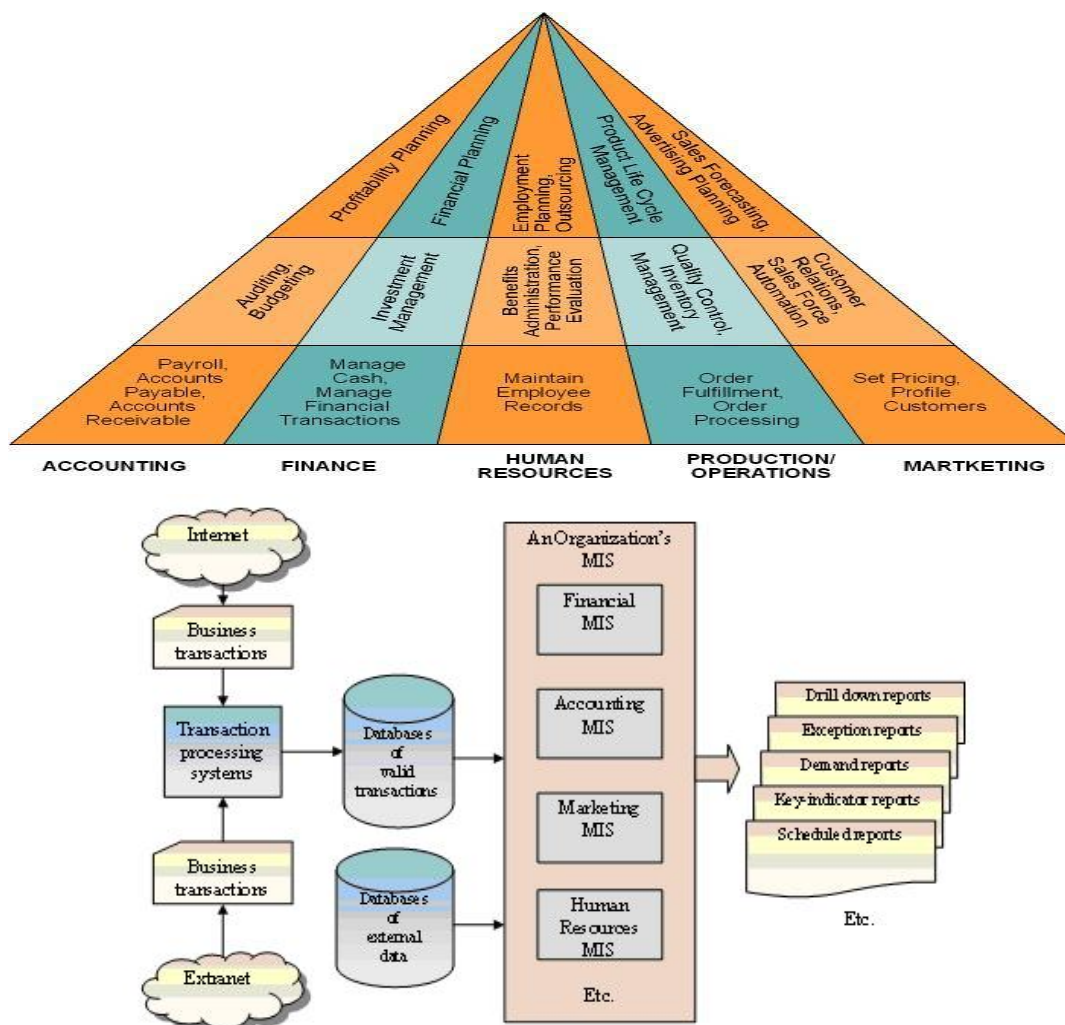 Profitability Planning
Financial Planning
Employment
Planning,
Outsourcing
Product Life Cycle
Management
Sales Forecasting,
Advertising Planning
Auditing,
Budgeting
Investment
Management
Benefits
Administration,
Performance
Evaluation
Quality Control,
Inventory
Management
Customer
Relations,
Sales Force
Automation
Payroll,
Accounts
Payable,
Accounts
Receivable
Manage
Cash,
Manage
Financial
Transactions
Maintain
Employee
Records
Order
Fulfillment,
Order
Processing
Set Pricing,
Profile
Customers
ACCOUNTING
FINANCE
HUMAN
RESOURCES
PRODUCTION/
OPERATIONS
MARTKETING
Internet
Business
transactions
Transaction
processing
systems
Business
transactions
Extranet
Databases
of
valid
transactions
Databases
of
external
data
An Organization's
MIS
Financial
MIS
Accounting
MIS
Marketing
MIS
Human
Resources
MIS
Etc.
Drill down reports
Exception reports
Demand reports
Key-indicator reports
Scheduled reports
Etc.